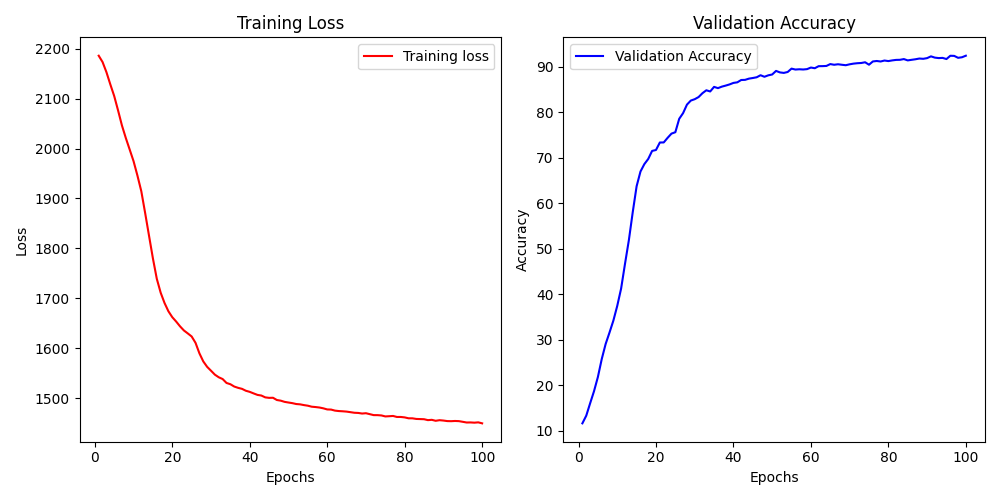 Training Loss
Training loss
2200
2100
2000
1900
1800
1700
1600
1500
Loss
0 20 40 60 80 100
Epochs
Validation Accuracy
Validation Accuracy
90
80
70
60
50
40
30
20
10
Accuracy
0 20 40 60 80 100
Epochs